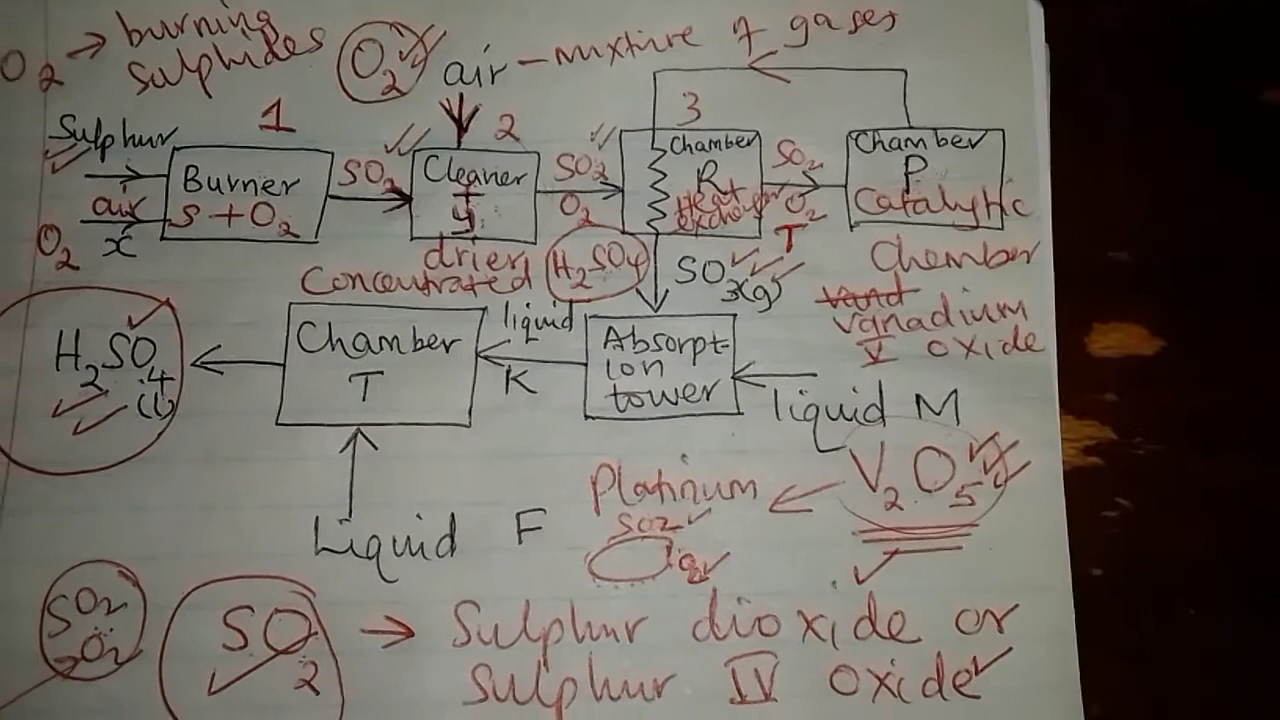 O2 → burning
sulphides
O2
air – mixture of gases
1
2
3
Sulphur
air
O2
x
Burner
S + O2
SO2
Cleaner
+
y
drier
Concentrated H2SO4
SO2
O2
Chamber
R
Heat
exchanger
SO2
O2
T
Chamber
P
Catalytic
Chamber
vanadium
V oxide
SO3(g)
H2SO4
(l)
Chamber
T
liquid
K
Absorpt-
ion
tower
liquid M
Liquid F
Platinum ← V2O5
SO2
SO2
O2
SO2 → Sulphur dioxide or
Sulphur IV oxide